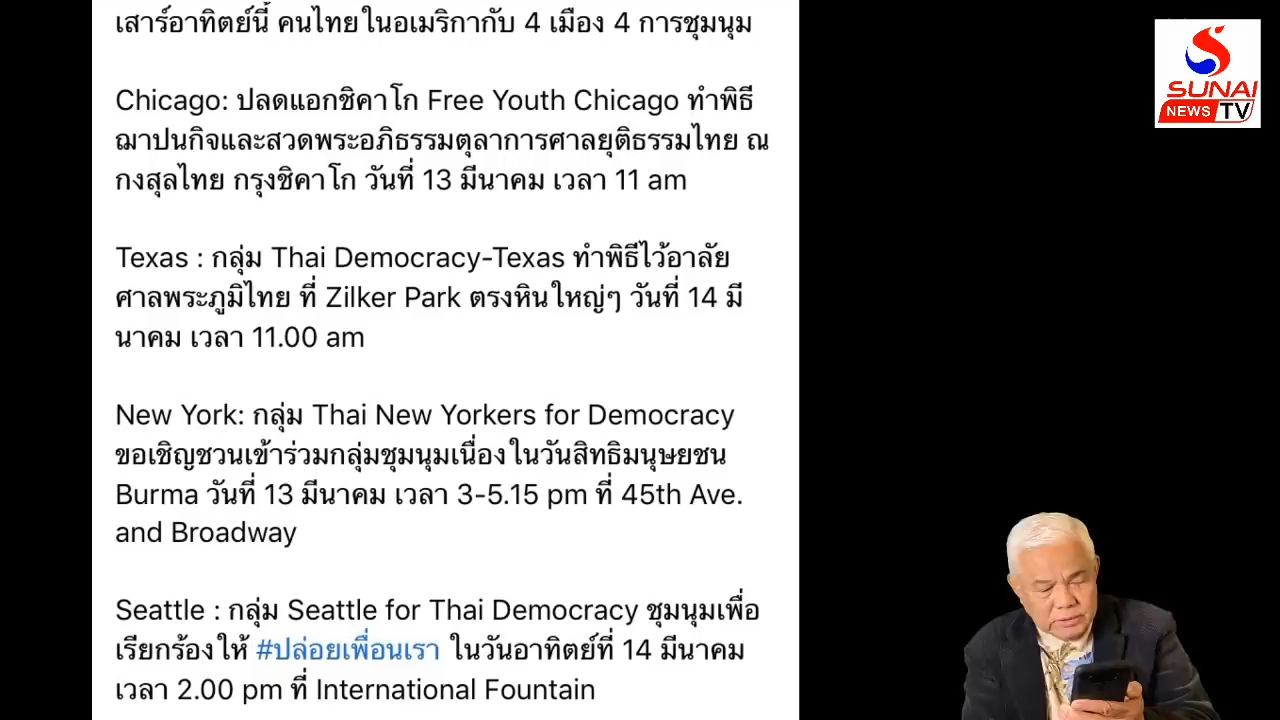 เสาร์อาทิตย์นี้ คนไทยในอเมริกากับ 4 เมือง 4 การชุมนุม
Chicago: ปลดแอกชิคาโก Free Youth Chicago ทำพิธี
ฌาปนกิจและสวดพระอภิธรรมตุลาการศาลยุติธรรมไทย ณ
กงสุลไทย กรุงชิคาโก วันที่ 13 มีนาคม เวลา 11 am
Texas : กลุ่ม Thai Democracy-Texas ทำพิธีไว้อาลัย
ศาลพระภูมิไทย ที่ Zilker Park ตรงหินใหญ่ๆ วันที่ 14 มี
นาคม เวลา 11.00 am
New York: กลุ่ม Thai New Yorkers for Democracy
ขอเชิญชวนเข้าร่วมกลุ่มชุมนุมเนื่องในวันสิทธิมนุษยชน
Burma วันที่ 13 มีนาคม เวลา 3-5.15 pm ที่ 45th Ave.
and Broadway
Seattle : กลุ่ม Seattle for Thai Democracy ชุมนุมเพื่อ
เรียกร้องให้ #ปล่อยเพื่อนเรา ในวันอาทิตย์ที่ 14 มีนาคม
เวลา 2.00 pm ที่ International Fountain
SUNAI
NEWS TV